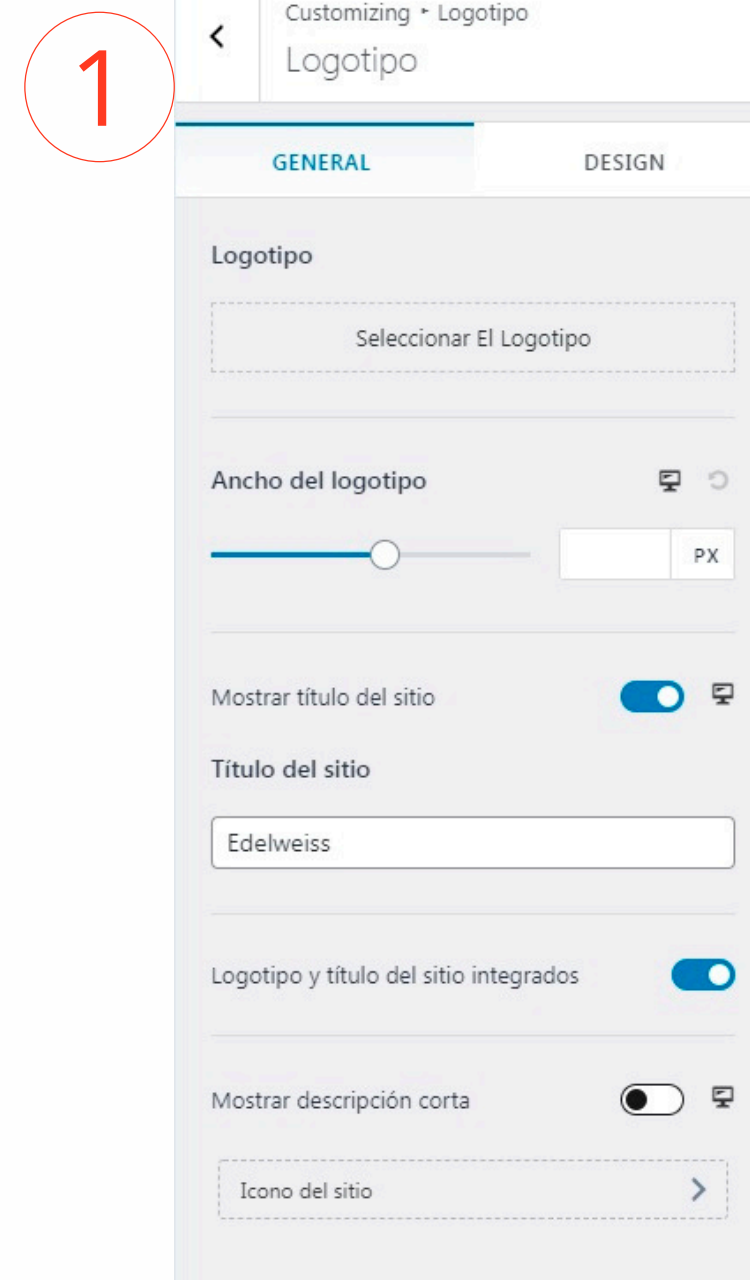 1
Customizing ▸ Logotipo
Logotipo
GENERAL DESIGN
Logotipo
Seleccionar El Logotipo
Ancho del logotipo
PX
Mostrar título del sitio
Título del sitio
Edelweiss
Logotipo y título del sitio integrados
Mostrar descripción corta
Icono del sitio